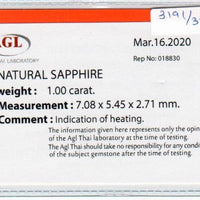 AGL
LABORATORY
3191/3
Mar.16.2020
Rep No: 018830
NATURAL SAPPHIRE
weight : 1.00 carat.
Measurement : 7.08 x 5.45 x 2.71 mm.
Comment : Indication of heating.
The information given here represents only the opin
of the Agl Thai laboratory at the time of testing.
The Agl Thai should take no responsibility for any con
of the subject gemstone after the time of testing.